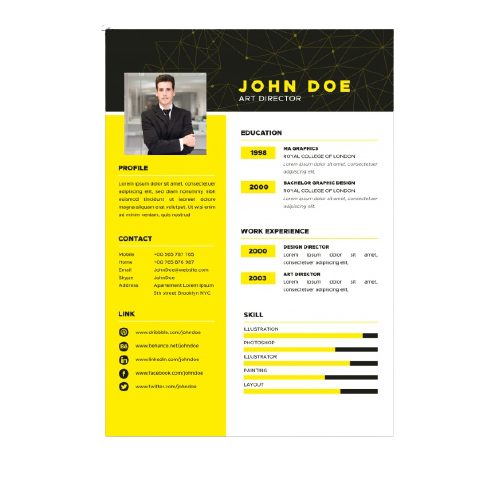 JOHN DOE
ART DIRECTOR
PROFILE
Lorem ipsum dolor sit amet, consectetuer
adipiscing elit, sed diam nonummy nibh
euismod tincidunt ut laoreet dolore
magna aliquam erat volutpat. Ut wisi enim
ad minim veniam, quis nostrud
CONTACT
Mobile +00 965 767 765
Home +00 765 876 967
Email JohnDoe@website.com
Skype JohnDoe
Address Apartement Lorem Ipsum
5th street Brooklyn NYC
LINK
www.dribbble.com/johndoe
www.behance.net/johndoe
www.linkedin.com/johndoe
www.facebook.com/johndoe
www.twitter.com/johndoe
EDUCATION
1998 MA GRAPHICS
ROYAL COLLEGE OF LONDON
Lorem ipsum dolor sit amet, consectetuer
adipiscing elit.
2000 BACHELOR GRAPHIC DESIGN
ROYAL COLLEGE OF LONDON
Lorem ipsum dolor sit amet, consectetuer
adipiscing elit.
WORK EXPERIENCE
2000 DESIGN DIRECTOR
Lorem ipsum dolor sit amet,
consectetuer adipiscing elit,
2003 ART DIRECTOR
Lorem ipsum dolor sit amet,
consectetuer adipiscing elit,
SKILL
ILLUSTRATION
PHOTOSHOP
ILLUSTRATOR
PAINTING
LAYOUT